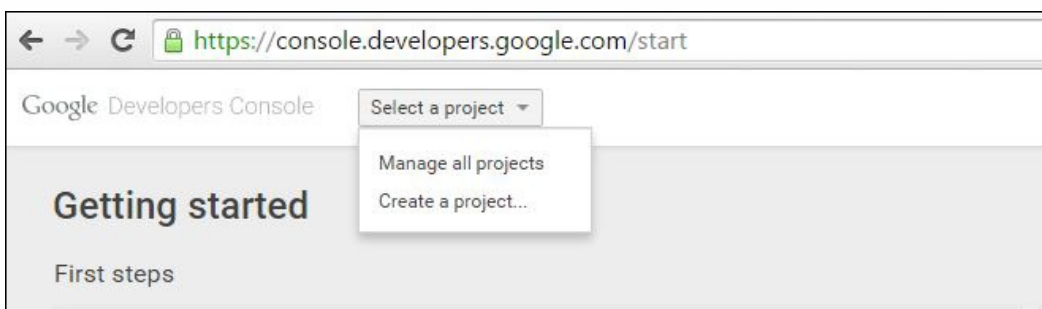 https://console.developers.google.com/start
Google Developers Console Select a project
Manage all projects
Create a project...
Getting started
First steps